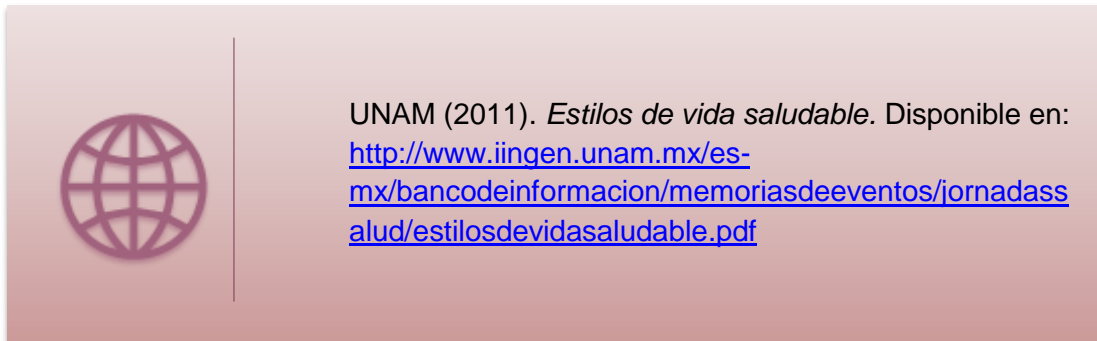 UNAM (2011). Estilos de vida saludable. Disponible en:
http://www.iingen.unam.mx/es-
mx/bancodeinformacion/memoriasdeeventos/jornadass
alud/estilosdevidasaludable.pdf